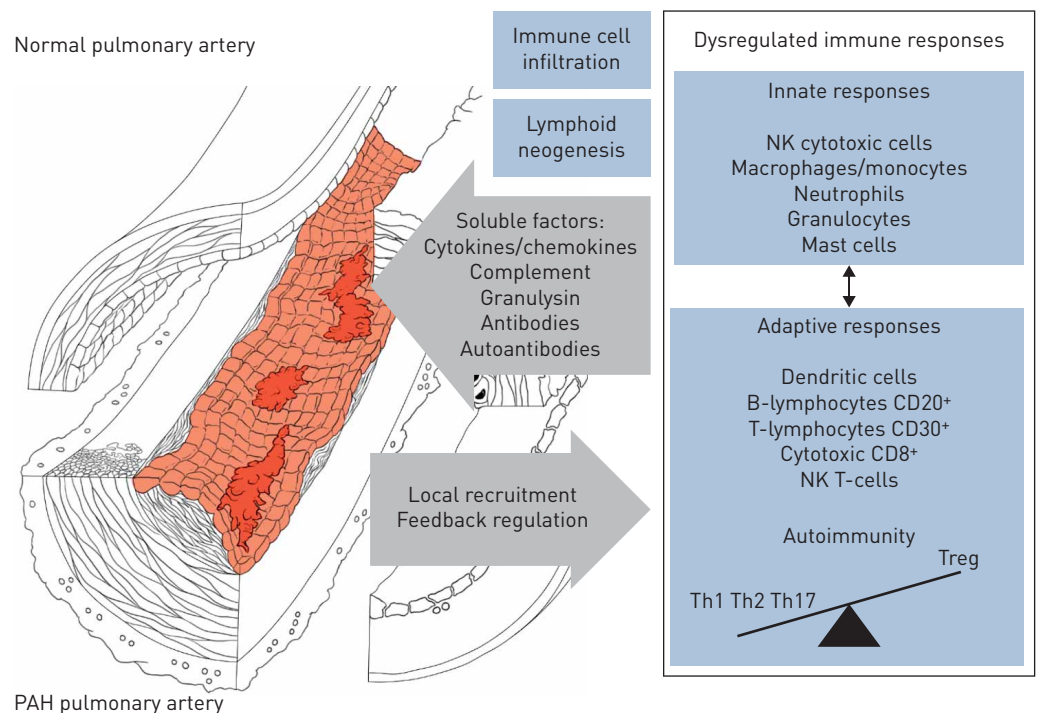 Normal pulmonary artery
Immune cell
infiltration
Lymphoid
neogenesis
Soluble factors:
Cytokines/chemokines
Complement
Granulysin
Antibodies
Autoantibodies
Local recruitment
Feedback regulation
PAH pulmonary artery
Dysregulated immune responses
Innate responses
NK cytotoxic cells
Macrophages/monocytes
Neutrophils
Granulocytes
Mast cells
Adaptive responses
Dendritic cells
B-lymphocytes CD20⁺
T-lymphocytes CD30⁺
Cytotoxic CD8⁺
NK T-cells
Autoimmunity
Treg
Th1 Th2 Th17